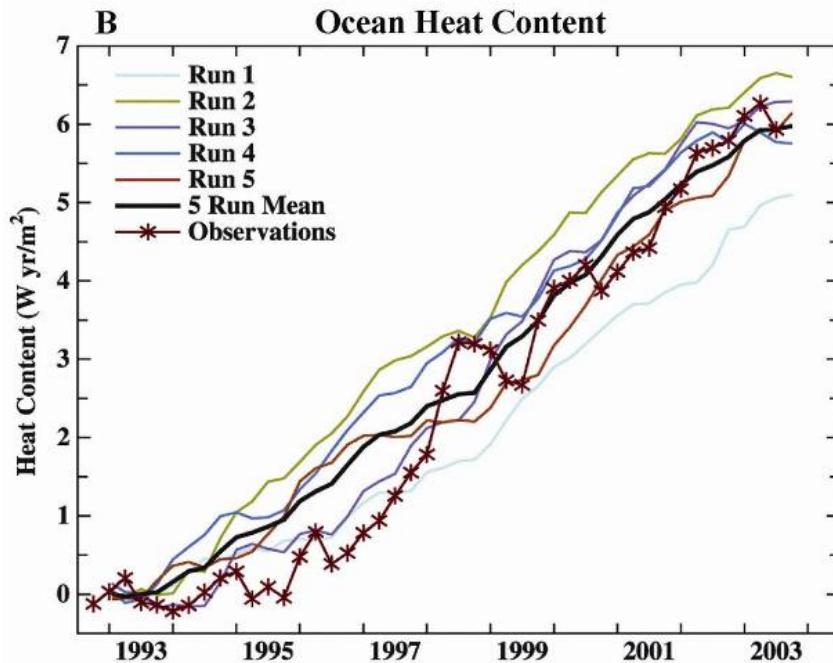 B Ocean Heat Content
7
6
5
4
3
2
1
0
Heat Content (W yr/m²)
Run 1
Run 2
Run 3
Run 4
Run 5
5 Run Mean
Observations
1993 1995 1997 1999 2001 2003